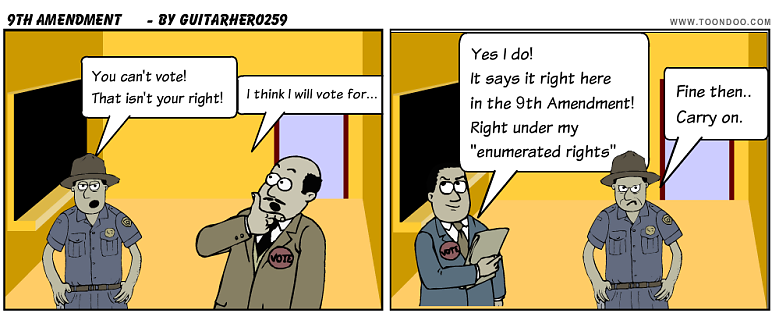 9TH AMENDMENT - BY GUITARHERO259
WWW.TOONDOO.COM
You can't vote!
That isn't your right!
I think I will vote for...
VOTE
Yes I do!
It says it right here
in the 9th Amendment!
Right under my
"enumerated rights"
Fine then..
Carry on.
VOTE